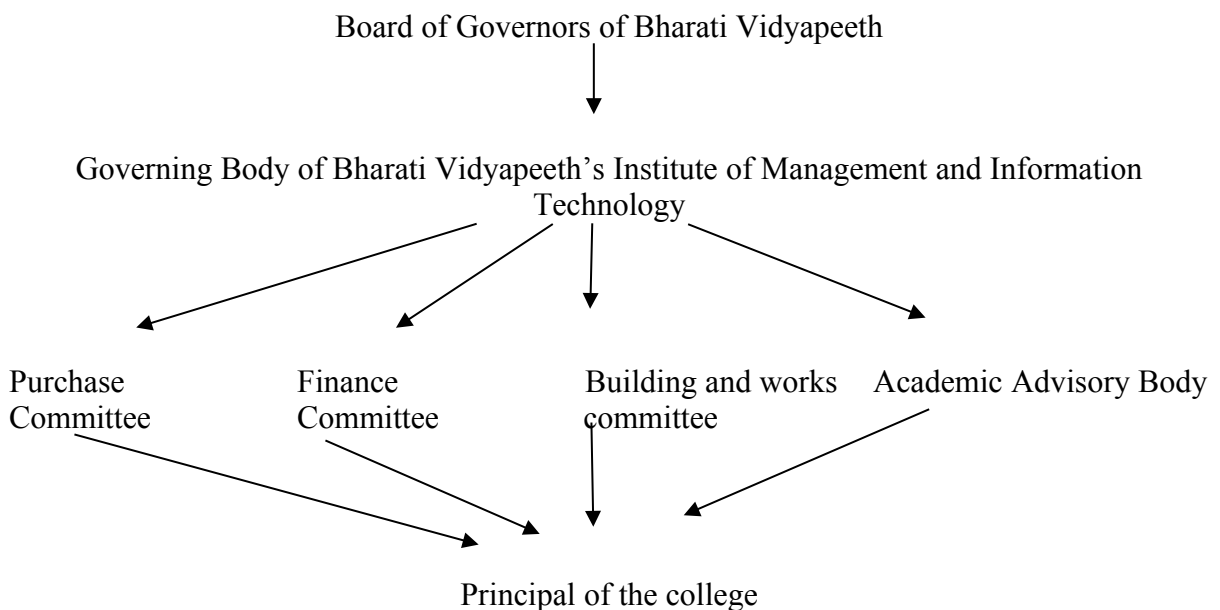 Board of Governors of Bharati Vidyapeeth
Governing Body of Bharati Vidyapeeth’s Institute of Management and Information
Technology
Purchase
Committee
Finance
Committee
Building and works
committee
Academic Advisory Body
Principal of the college